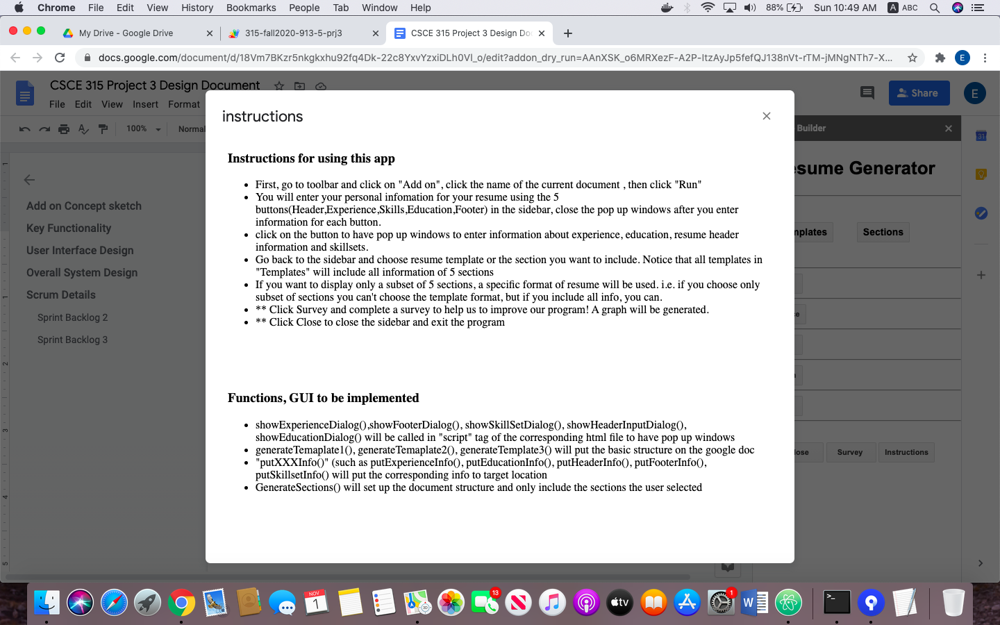 Chrome File Edit View History Bookmarks People Tab Window Help 88% Sun 10:49 AM A ABC
My Drive - Google Drive 315-fall2020-913-5-prj3 CSCE 315 Project 3 Design Do
docs.google.com/document/d/18Vm7BKzr5nkgkxhu92fq4Dk-22c8YxvYzxiDLh0Vl_o/edit?addon_dry_run=AAnXSK_o6MRXezF-A2P-ItzAyJp5fefQJ138nVt-rTM-jMNgNTh7-X... E
CSCE 315 Project 3 Design Document
File Edit View Insert Format Share E
100% Normal
Builder
instructions
Instructions for using this app
First, go to toolbar and click on "Add on", click the name of the current document , then click "Run"
You will enter your personal infomation for your resume using the 5
buttons(Header,Experience,Skills,Education,Footer) in the sidebar, close the pop up windows after you enter
information for each button.
click on the button to have pop up windows to enter information about experience, education, resume header
information and skillsets.
Go back to the sidebar and choose resume template or the section you want to include. Notice that all templates in
"Templates" will include all information of 5 sections
If you want to display only a subset of 5 sections, a specific format of resume will be used. i.e. if you choose only
subset of sections you can't choose the template format, but if you include all info, you can.
** Click Survey and complete a survey to help us to improve our program! A graph will be generated.
** Click Close to close the sidebar and exit the program
Functions, GUI to be implemented
showExperienceDialog(),showFooterDialog(), showSkillSetDialog(), showHeaderInputDialog(),
showEducationDialog() will be called in "script" tag of the corresponding html file to have pop up windows
generateTemaplate1(), generateTemaplate2(), generateTemplate3() will put the basic structure on the google doc
"putXXXInfo()" (such as putExperienceInfo(), putEducationInfo(), putHeaderInfo(), putFooterInfo(),
putSkillsetInfo() will put the corresponding info to target location
GenerateSections() will set up the document structure and only include the sections the user selected
Add on Concept sketch
Key Functionality
User Interface Design
Overall System Design
Scrum Details
Sprint Backlog 2
Sprint Backlog 3
sume Generator
mplates Sections
lose Survey Instructions
31
NOV
1
13
tv
1
W